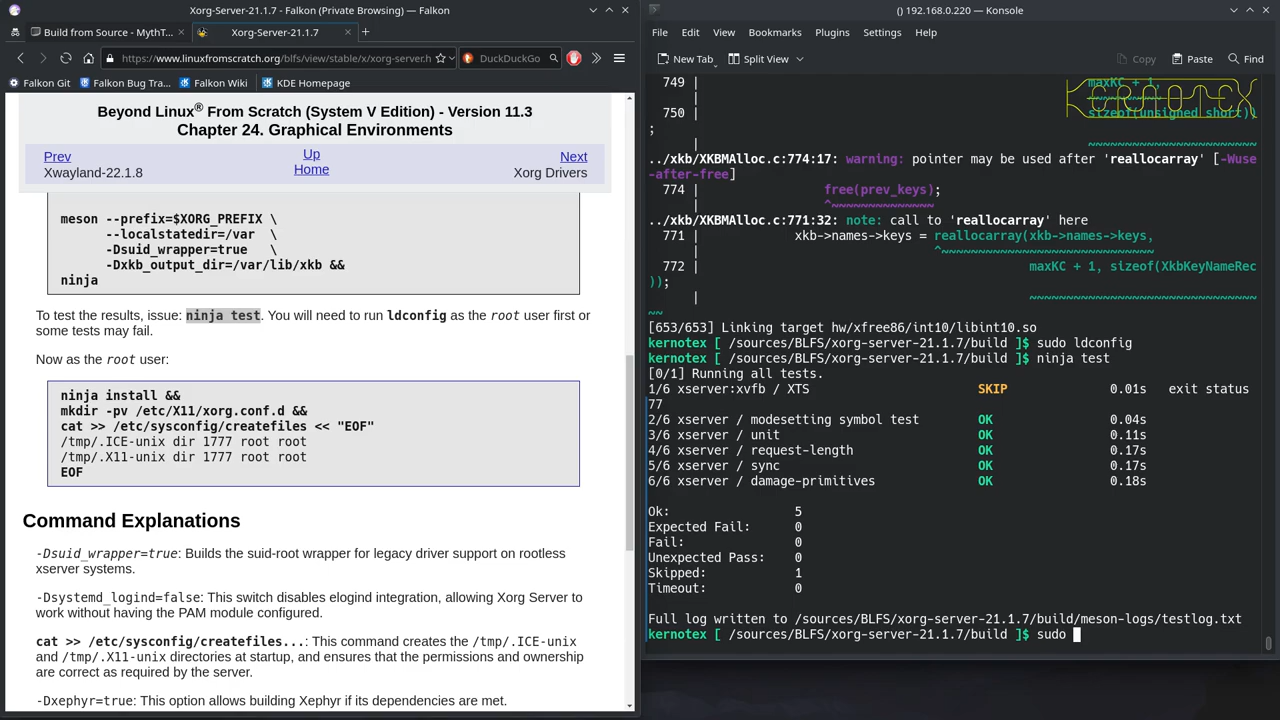 Xorg-Server-21.1.7 - Falkon (Private Browsing) — Falkon
Build from Source - MythT...
Xorg-Server-21.1.7
https://www.linuxfromscratch.org/blfs/view/stable/x/xorg-server.h
DuckDuckGo
Falkon Git
Falkon Bug Tra...
Falkon Wiki
KDE Homepage
Beyond Linux® From Scratch (System V Edition) - Version 11.3
Chapter 24. Graphical Environments
Prev
Up
Next
Xwayland-22.1.8
Home
Xorg Drivers
meson --prefix=$XORG_PREFIX \
--localstatedir=/var \
-Dsuid_wrapper=true \
-Dxkb_output_dir=/var/lib/xkb &&
ninja
To test the results, issue: ninja test. You will need to run ldconfig as the root user first or
some tests may fail.
Now as the root user:
ninja install &&
mkdir -pv /etc/X11/xorg.conf.d &&
cat >> /etc/sysconfig/createfiles << "EOF"
/tmp/.ICE-unix dir 1777 root root
/tmp/.X11-unix dir 1777 root root
EOF
Command Explanations
-Dsuid_wrapper=true: Builds the suid-root wrapper for legacy driver support on rootless
xserver systems.
-Dsystemd_logind=false: This switch disables elogind integration, allowing Xorg Server to
work without having the PAM module configured.
cat >> /etc/sysconfig/createfiles...: This command creates the /tmp/.ICE-unix
and /tmp/.X11-unix directories at startup, and ensures that the permissions and ownership
are correct as required by the server.
-Dxephyr=true: This option allows building Xephyr if its dependencies are met.
() 192.168.0.220 — Konsole
File Edit View Bookmarks Plugins Settings Help
New Tab
Split View
Copy
Paste
Find
KERNOTEX
749 | maxKC + 1,
| ~~~~~~~~~~
750 | sizeof(unsigned short))
;
| ~~~~~~~~~~~~~~~~~~~~~~~
../xkb/XKBMAlloc.c:774:17: warning: pointer may be used after 'reallocarray' [-Wuse
-after-free]
774 | free(prev_keys);
| ^~~~~~~~~~~~~~~
../xkb/XKBMAlloc.c:771:32: note: call to 'reallocarray' here
771 | xkb->names->keys = reallocarray(xkb->names->keys,
| ^~~~~~~~~~~~~~~~~~~~~~~~~~~~~
772 | maxKC + 1, sizeof(XkbKeyNameRec
));
| ~~~~~~~~~~~~~~~~~~~~~~~~~~~~~~~
~~
[653/653] Linking target hw/xfree86/int10/libint10.so
kernotex [ /sources/BLFS/xorg-server-21.1.7/build ]$ sudo ldconfig
kernotex [ /sources/BLFS/xorg-server-21.1.7/build ]$ ninja test
[0/1] Running all tests.
1/6 xserver:xvfb / XTS SKIP 0.01s exit status
77
2/6 xserver / modesetting symbol test OK 0.04s
3/6 xserver / unit OK 0.11s
4/6 xserver / request-length OK 0.17s
5/6 xserver / sync OK 0.17s
6/6 xserver / damage-primitives OK 0.18s
Ok: 5
Expected Fail: 0
Fail: 0
Unexpected Pass: 0
Skipped: 1
Timeout: 0
Full log written to /sources/BLFS/xorg-server-21.1.7/build/meson-logs/testlog.txt
kernotex [ /sources/BLFS/xorg-server-21.1.7/build ]$ sudo